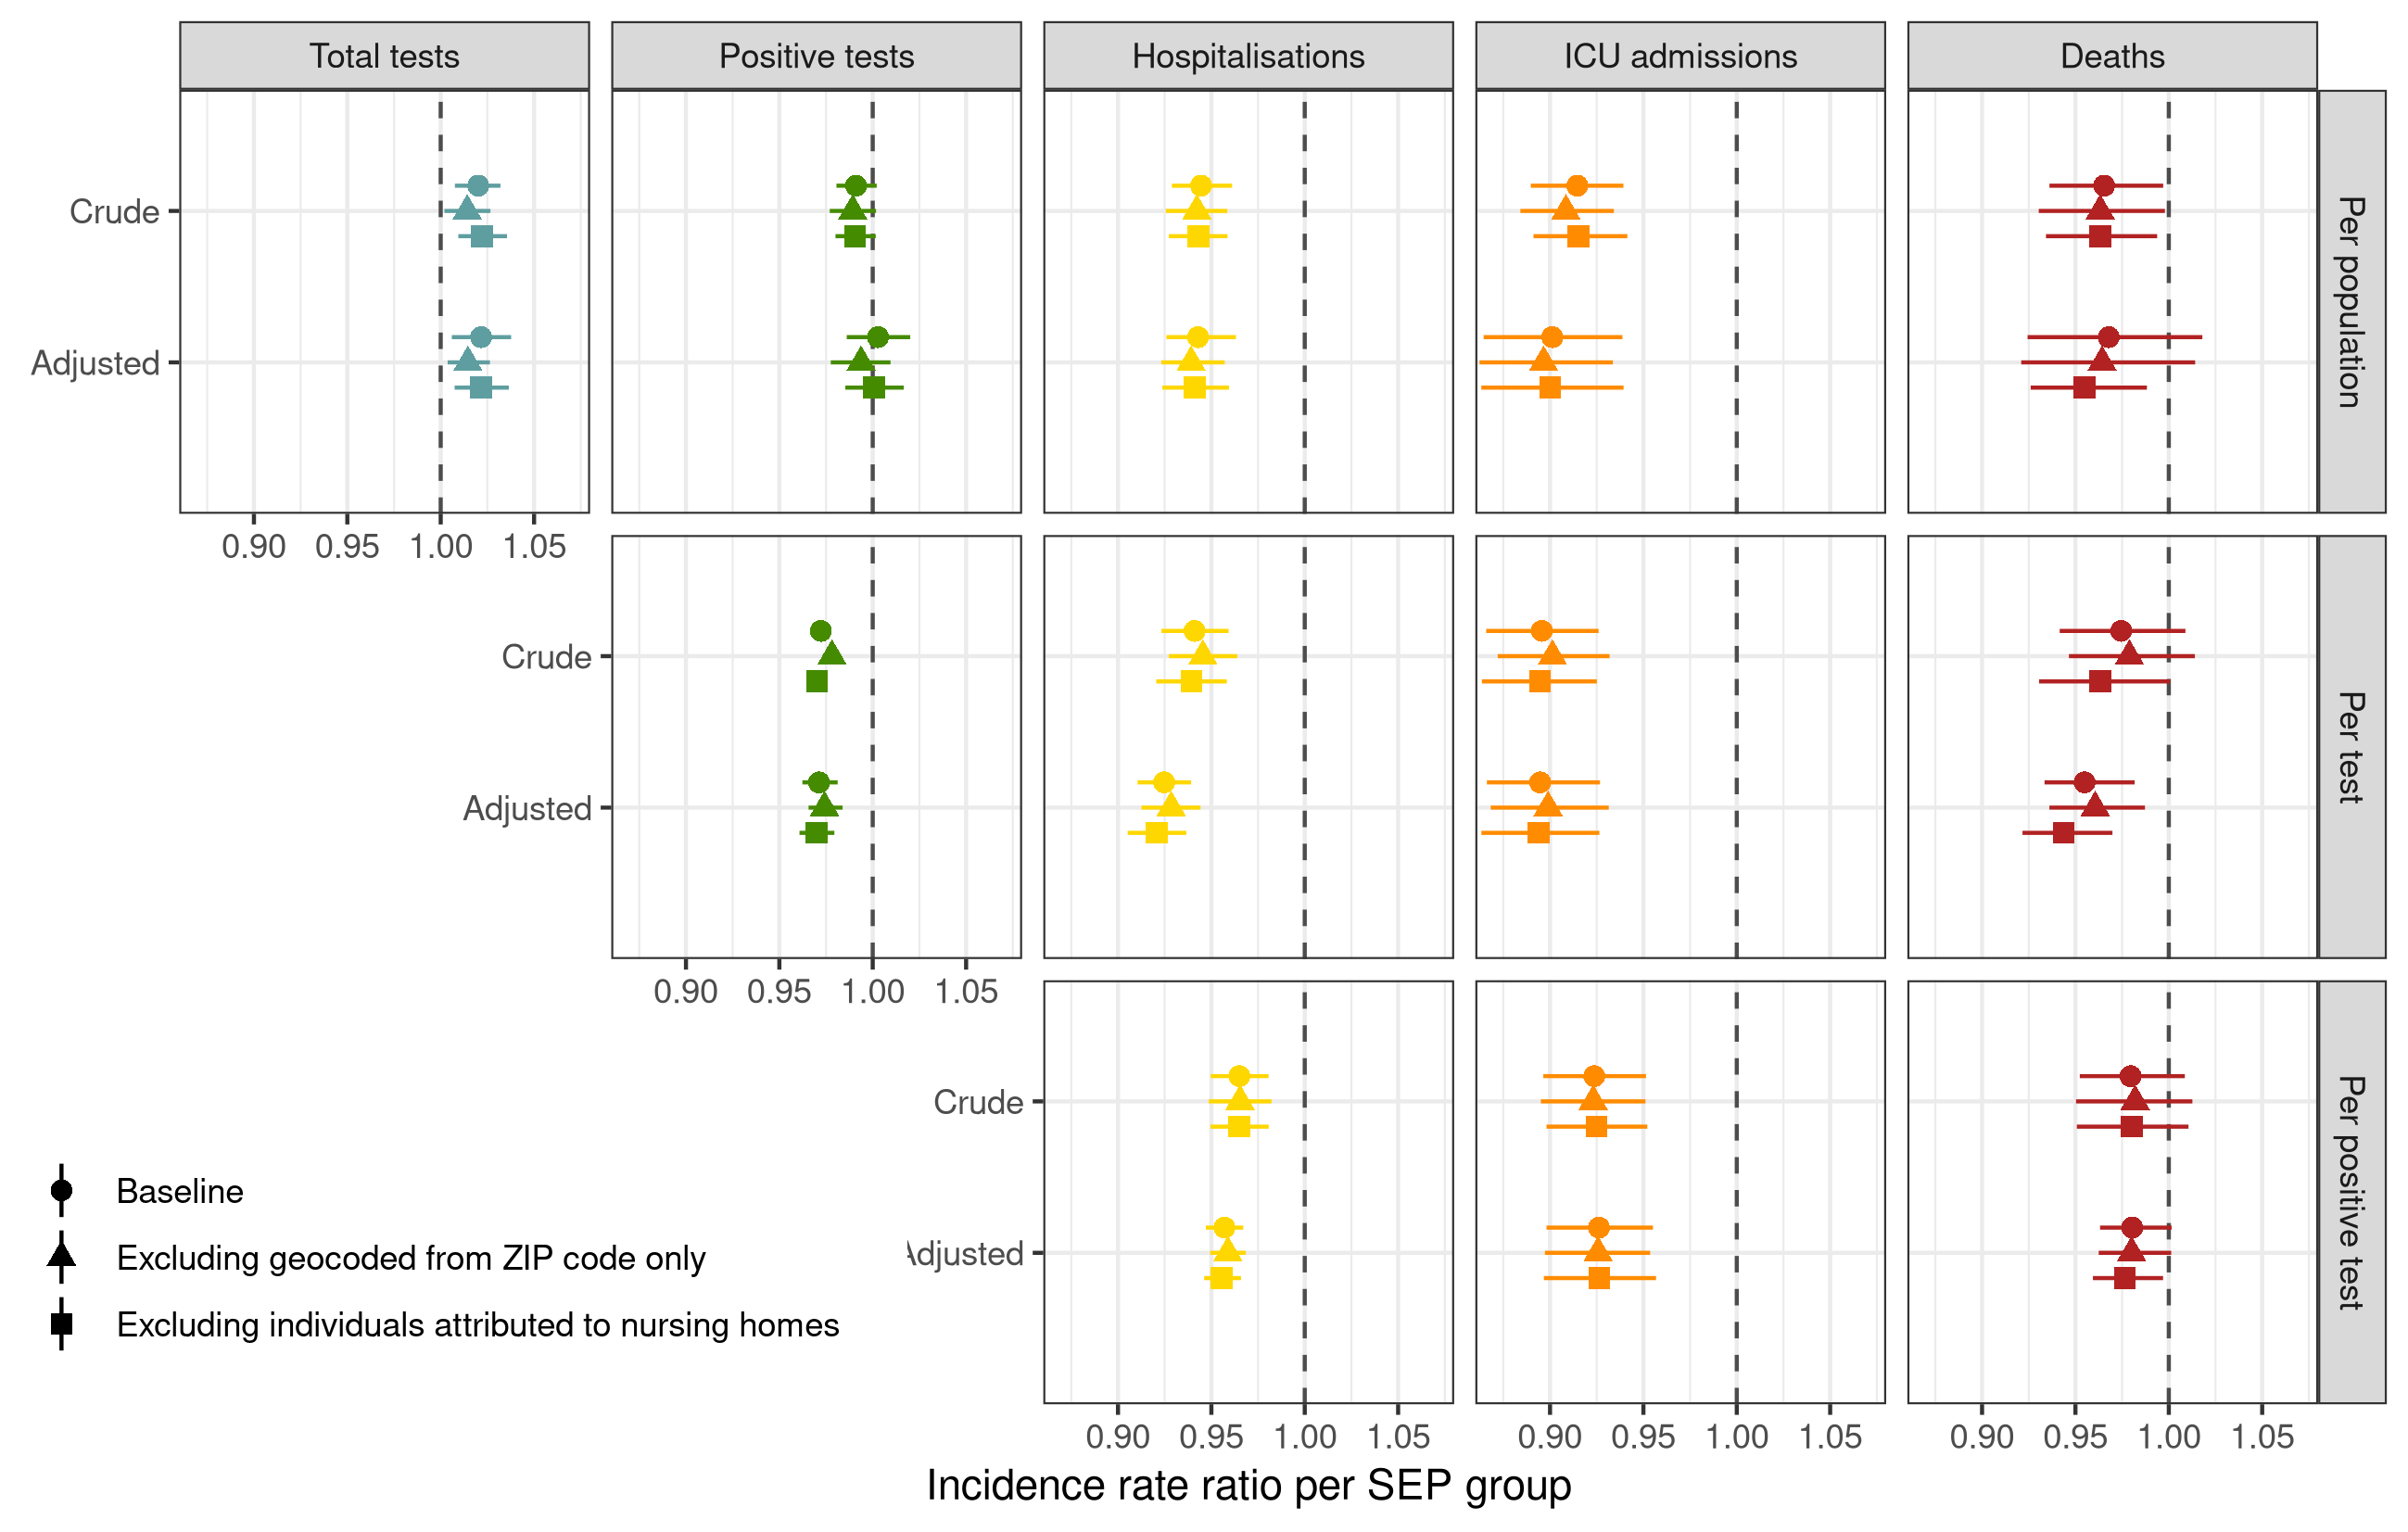 Total tests
Positive tests
Hospitalisations
ICU admissions
Deaths
Crude
Adjusted
Per population
0.90 0.95 1.00 1.05
Crude
Adjusted
Per test
0.90 0.95 1.00 1.05
Crude
Adjusted
Per positive test
Baseline
Excluding geocoded from ZIP code only
Excluding individuals attributed to nursing homes
0.90 0.95 1.00 1.05
0.90 0.95 1.00 1.05
0.90 0.95 1.00 1.05
Incidence rate ratio per SEP group